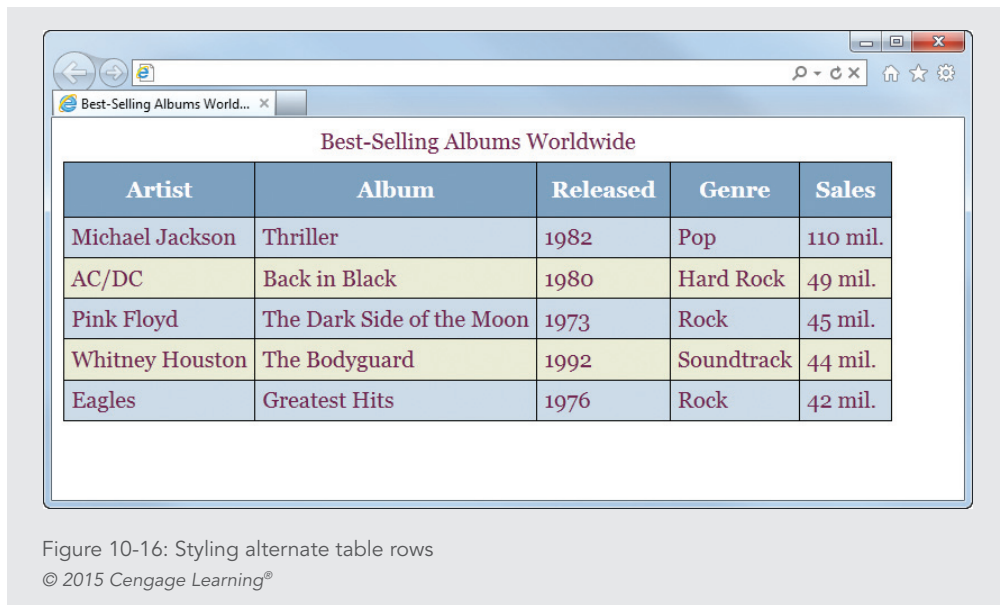 Best-Selling Albums World...
Best-Selling Albums Worldwide
Artist Album Released Genre Sales
Michael Jackson Thriller 1982 Pop 110 mil.
AC/DC Back in Black 1980 Hard Rock 49 mil.
Pink Floyd The Dark Side of the Moon 1973 Rock 45 mil.
Whitney Houston The Bodyguard 1992 Soundtrack 44 mil.
Eagles Greatest Hits 1976 Rock 42 mil.
Figure 10-16: Styling alternate table rows
© 2015 Cengage Learning®